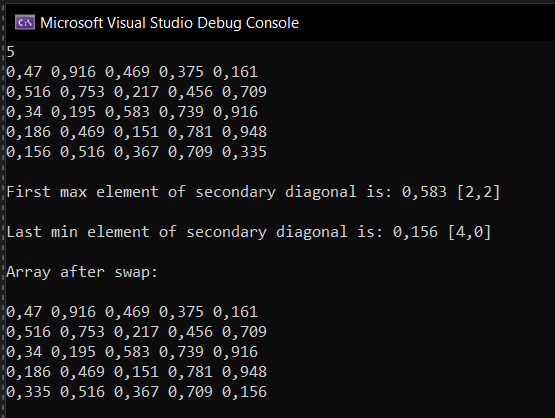 Microsoft Visual Studio Debug Console
5
0,47 0,916 0,469 0,375 0,161
0,516 0,753 0,217 0,456 0,709
0,34 0,195 0,583 0,739 0,916
0,186 0,469 0,151 0,781 0,948
0,156 0,516 0,367 0,709 0,335
First max element of secondary diagonal is: 0,583 [2,2]
Last min element of secondary diagonal is: 0,156 [4,0]
Array after swap:
0,47 0,916 0,469 0,375 0,161
0,516 0,753 0,217 0,456 0,709
0,34 0,195 0,583 0,739 0,916
0,186 0,469 0,151 0,781 0,948
0,335 0,516 0,367 0,709 0,156